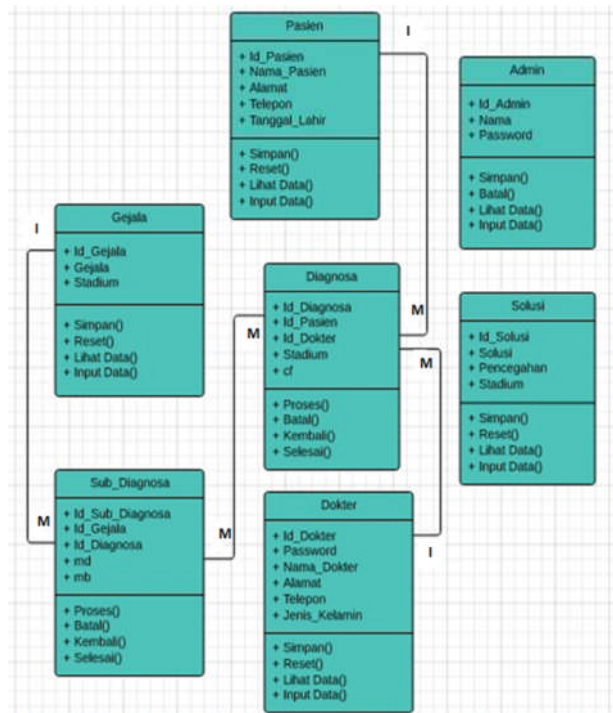 Pasien
+ Id_Pasien
+ Nama_Pasien
+ Alamat
+ Telepon
+ Tanggal_Lahir
+ Simpan()
+ Reset()
+ Lihat Data()
+ Input Data()
I
Admin
+ Id_Admin
+ Nama
+ Password
+ Simpan()
+ Batal()
+ Lihat Data()
+ Input Data()
Gejala
+ Id_Gejala
+ Gejala
+ Stadium
+ Simpan()
+ Reset()
+ Lihat Data()
+ Input Data()
I
Diagnosa
+ Id_Diagnosa
+ Id_Pasien
+ Id_Dokter
+ Stadium
+ cf
+ Proses()
+ Batal()
+ Kembali()
+ Selesai()
M
M
M
Solusi
+ Id_Solusi
+ Solusi
+ Pencegahan
+ Stadium
+ Simpan()
+ Reset()
+ Lihat Data()
+ Input Data()
Sub_Diagnosa
+ Id_Sub_Diagnosa
+ Id_Gejala
+ Id_Diagnosa
+ md
+ mb
+ Proses()
+ Batal()
+ Kembali()
+ Selesai()
M
M
Dokter
+ Id_Dokter
+ Password
+ Nama_Dokter
+ Alamat
+ Telepon
+ Jenis_Kelamin
+ Simpan()
+ Reset()
+ Lihat Data()
+ Input Data()
I